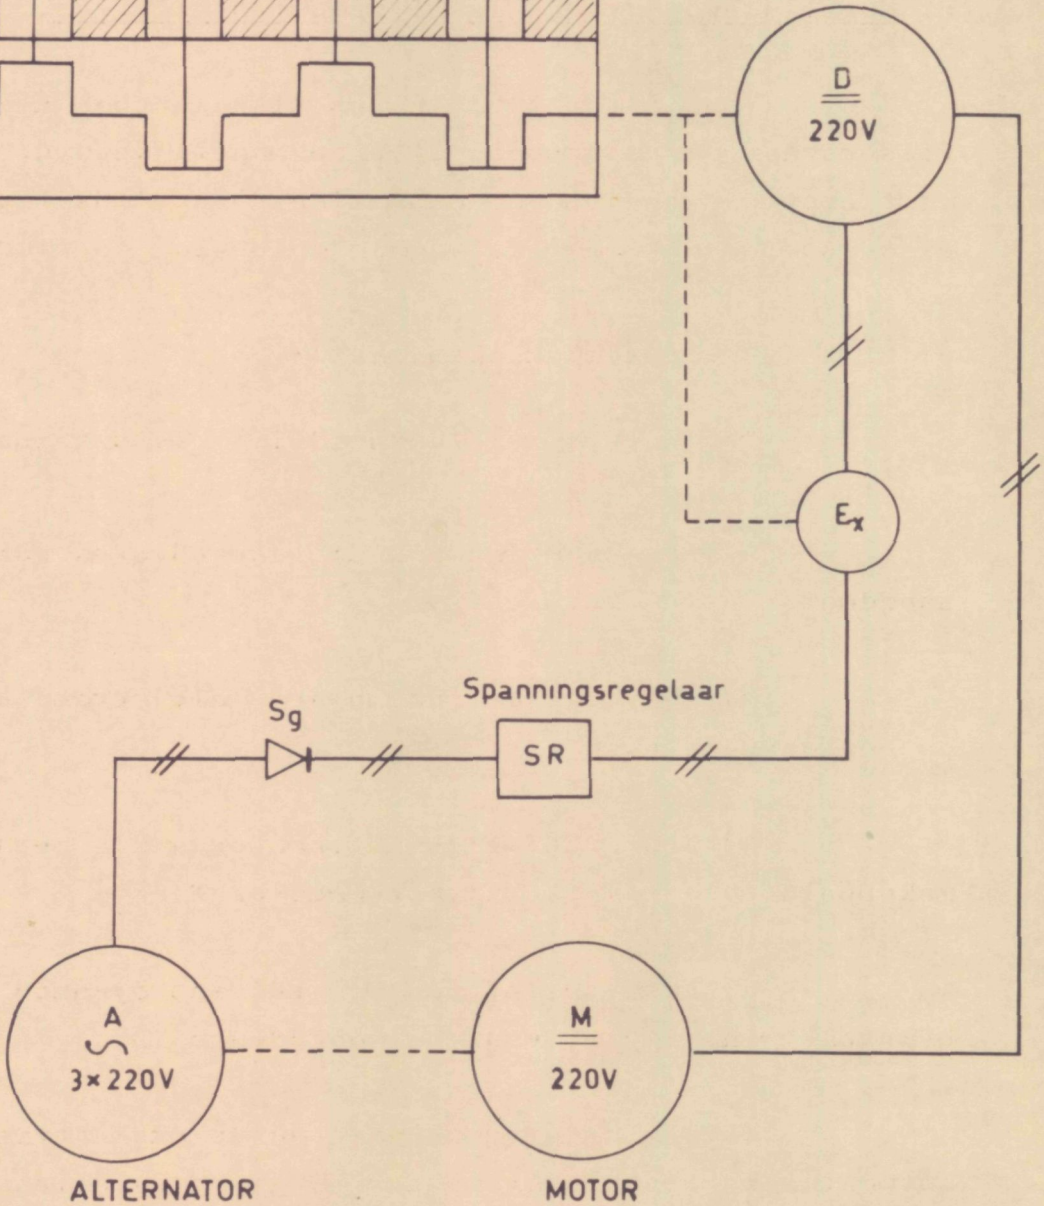 D
220V
Ex
Spanningsregelaar
Sg
SR
A
3×220V
M
220V
ALTERNATOR
MOTOR